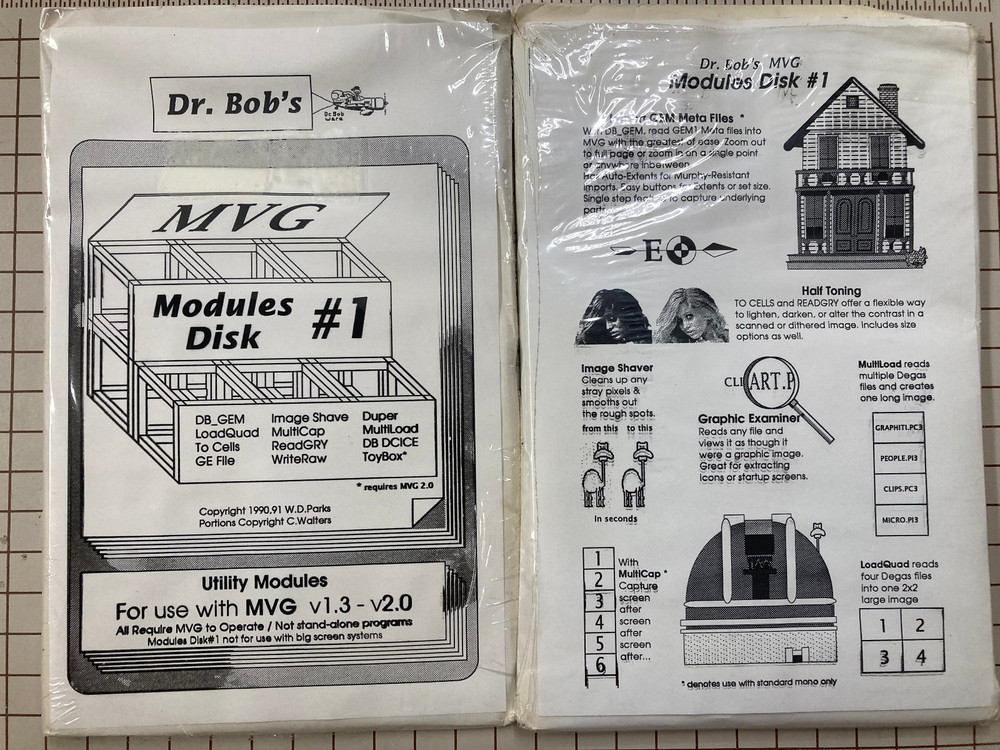 Dr. Bob's
Dr. Bob
Ware
MVG
Modules
Disk #1
DB_GEM Image Shave Duper
LoadQuad MultiCap MultiLoad
To Cells ReadGRY DB DCICE
GE File WriteRaw ToyBox*
* requires MVG 2.0
Copyright 1990,91 W.D.Parks
Portions Copyright C.Walters
Utility Modules
For use with MVG v1.3 - v2.0
All Require MVG to Operate / Not stand-alone programs
Modules Disk#1 not for use with big screen systems
Dr. Bob's MVG
Modules Disk #1
GEM Meta Files *
With DB_GEM, read GEM1 Meta files into
MVG with the greatest of ease. Zoom out
to full page or zoom in on a single point
or anywhere inbetween.
Has Auto-Extents for Murphy-Resistant
imports. Easy buttons for Extents or set size.
Single step feature to capture underlying
parts.
E
Half Toning
TO CELLS and READGRY offer a flexible way
to lighten, darken, or alter the contrast in a
scanned or dithered image. Includes size
options as well.
Image Shaver
Cleans up any
stray pixels &
smooths out
the rough spots.
from this to this
In seconds
CLI ART.P
Graphic Examiner*
Reads any file and
views it as though it
were a graphic image.
Great for extracting
icons or startup screens.
MultiLoad reads
multiple Degas
files and creates
one long image.
GRAPHITI.PC3
PEOPLE.PI3
CLIPS.PC3
MICRO.PI3
1
2
3
4
5
6
With
MultiCap *
Capture
screen
after
screen
after
screen
after...
LoadQuad reads
four Degas files
into one 2x2
large image
1 2
3 4
* denotes use with standard mono only